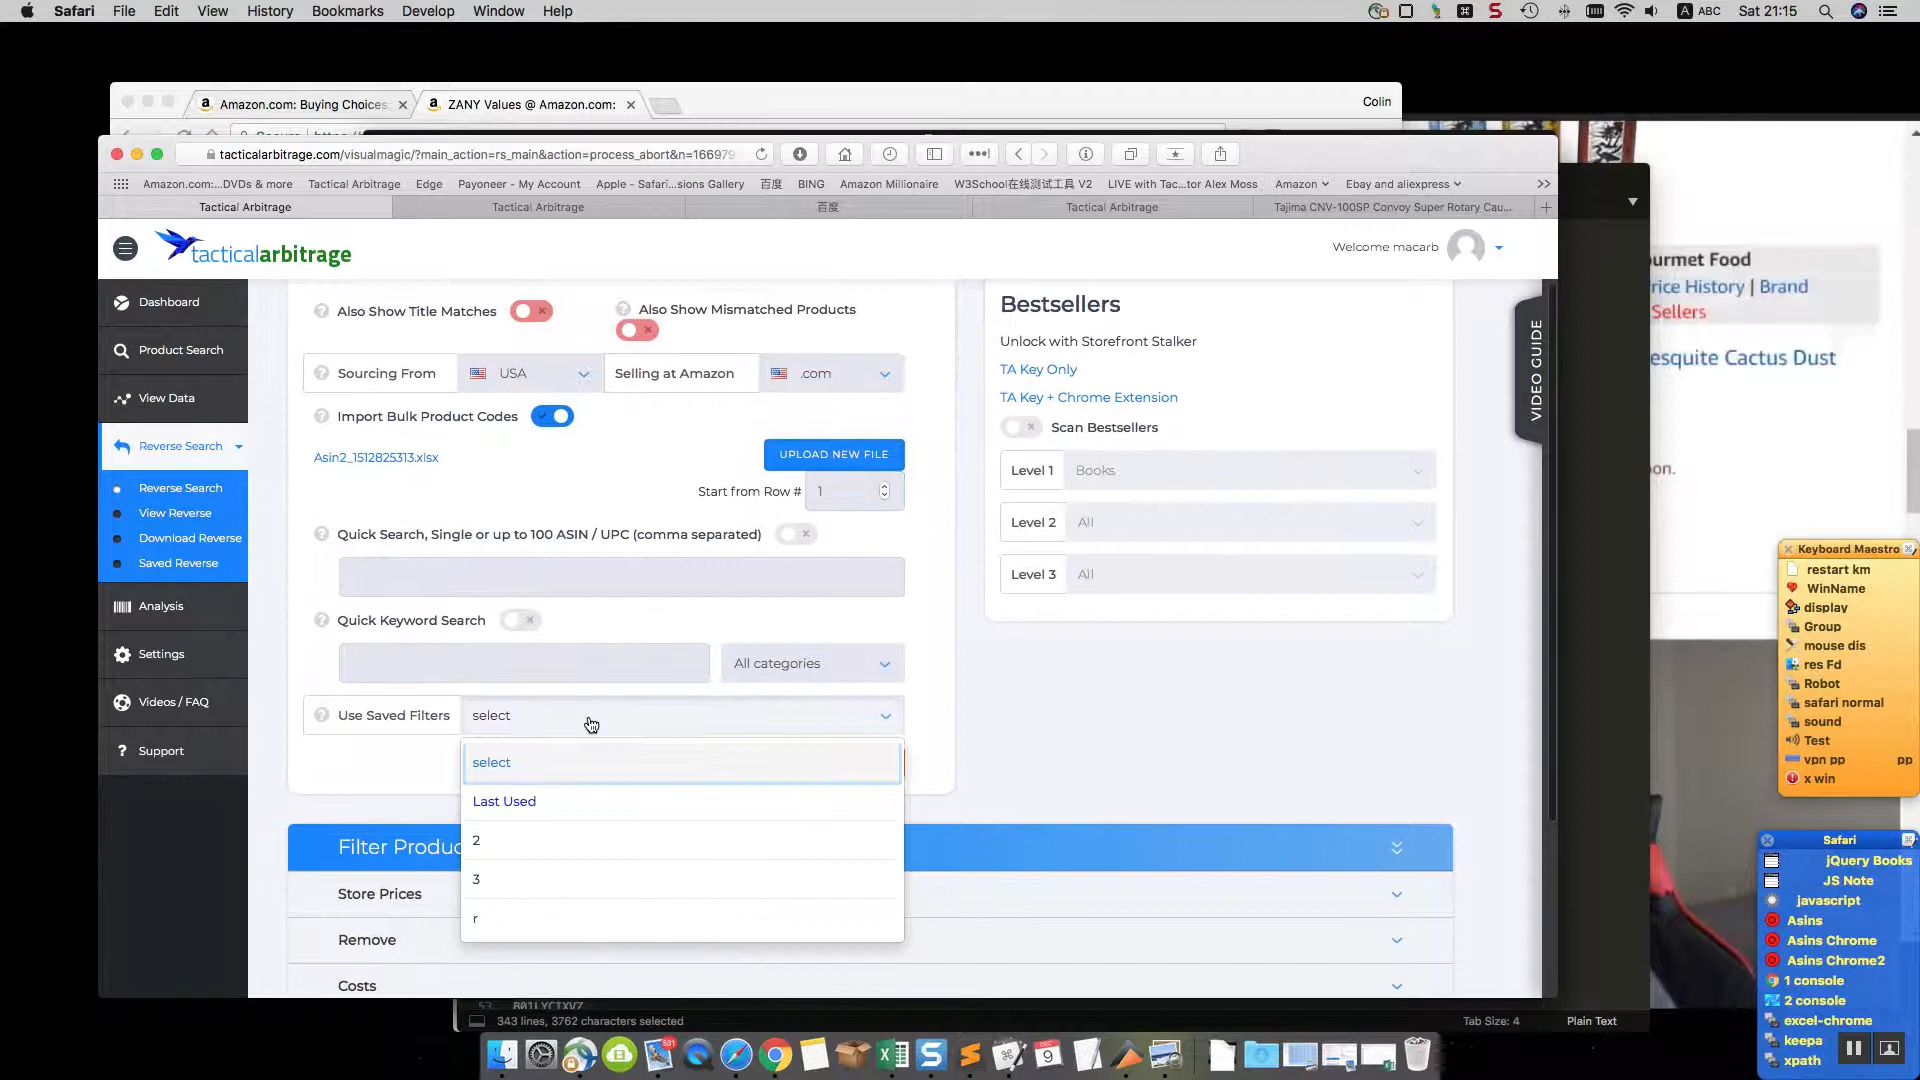 Safari File Edit View History Bookmarks Develop Window Help
ABC Sat 21:15
Amazon.com: Buying Choices
ZANY Values @ Amazon.com:
Colin
tacticalarbitrage.com/visualmagic/?main_action=rs_main&action=process_abort&n=166979
Amazon.com:...DVDs & more Tactical Arbitrage Edge Payoneer - My Account Apple - Safari...sions Gallery 百度 BING Amazon Millionaire W3School在线测试工具 V2 LIVE with Tac...tor Alex Moss Amazon Ebay and aliexpress
Tactical Arbitrage Tactical Arbitrage 百度 Tactical Arbitrage Tajima CNV-100SP Convoy Super Rotary Cau...
tacticalarbitrage
Welcome macarb
Dashboard
Product Search
View Data
Reverse Search
Reverse Search
View Reverse
Download Reverse
Saved Reverse
Analysis
Settings
Videos / FAQ
Support
Also Show Title Matches
Also Show Mismatched Products
Sourcing From USA Selling at Amazon .com
Import Bulk Product Codes
Asin2_1512825313.xlsx
UPLOAD NEW FILE
Start from Row # 1
Quick Search, Single or up to 100 ASIN / UPC (comma separated)
Quick Keyword Search
All categories
Use Saved Filters select
select
Last Used
2
3
r
Filter Produc
Store Prices
Remove
Costs
Bestsellers
Unlock with Storefront Stalker
TA Key Only
TA Key + Chrome Extension
Scan Bestsellers
Level 1 Books
Level 2 All
Level 3 All
VIDEO GUIDE
urmet Food
rice History | Brand
Sellers
esquite Cactus Dust
on.
Keyboard Maestro
restart km
WinName
display
Group
mouse dis
res Fd
Robot
safari normal
sound
Test
vpn pp pp
x win
Safari
jQuery Books
JS Note
javascript
Asins
Asins Chrome
Asins Chrome2
1 console
2 console
excel-chrome
keepa
xpath
343 lines, 3762 characters selected
Tab Size: 4
Plain Text
531
DEC
9